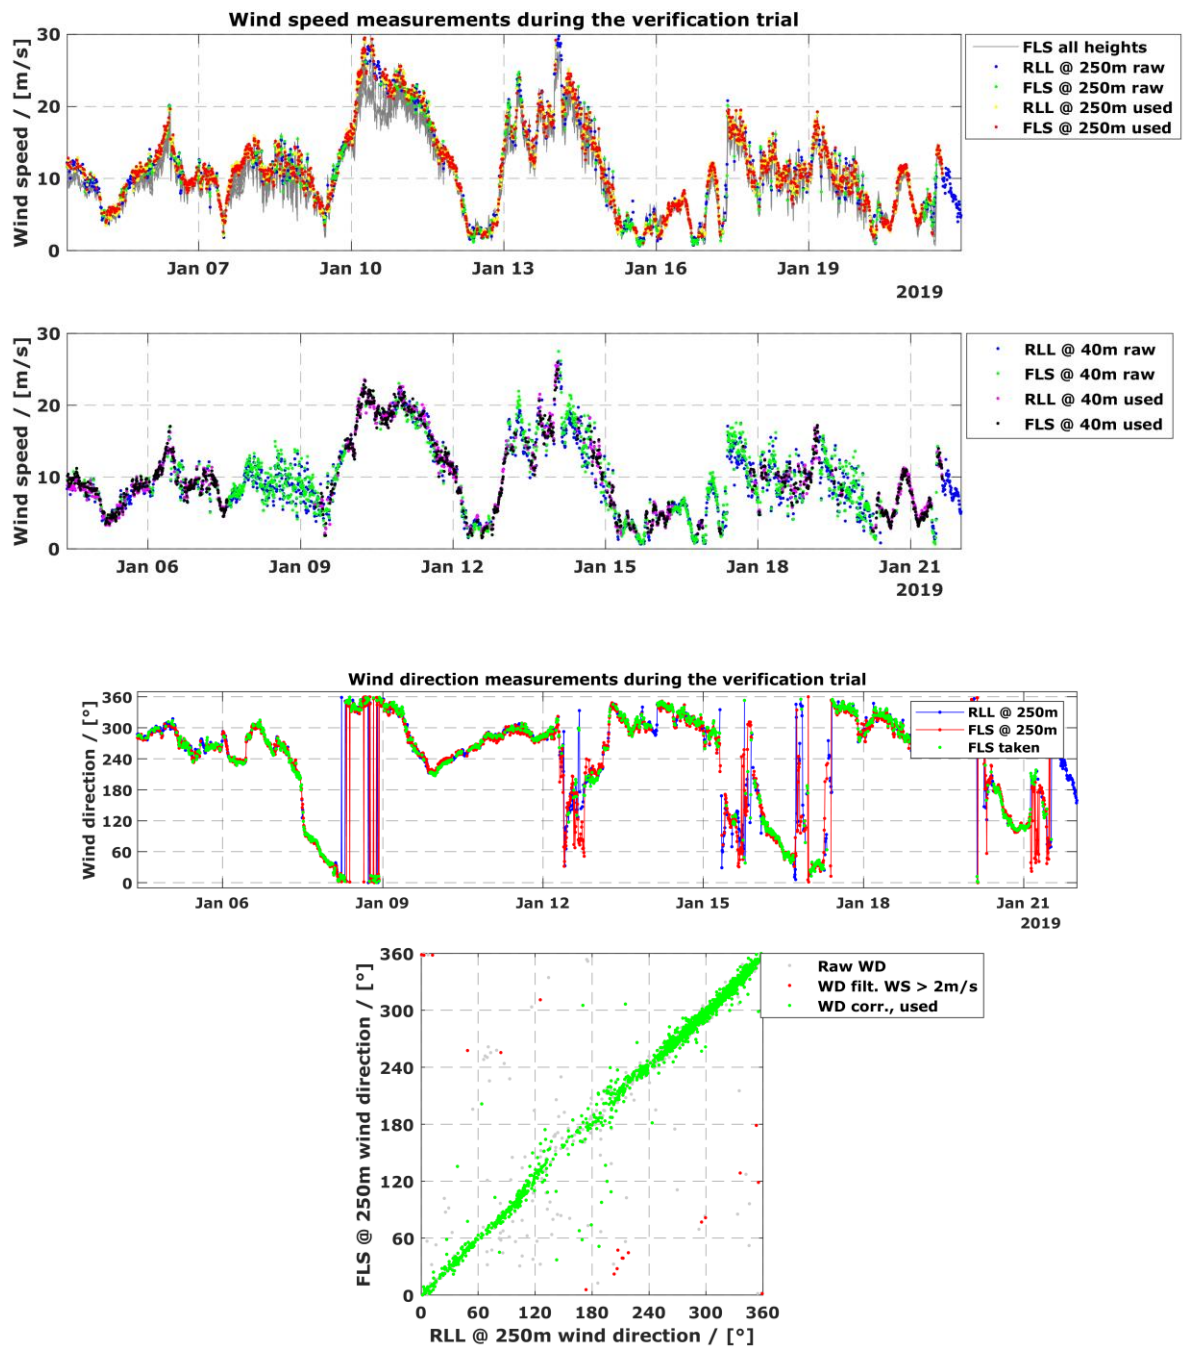 Wind speed measurements during the verification trial
Wind speed / [m/s]
30
20
10
0
Jan 07
Jan 10
Jan 13
Jan 16
Jan 19
2019
FLS all heights
RLL @ 250m raw
FLS @ 250m raw
RLL @ 250m used
FLS @ 250m used
Wind speed / [m/s]
30
20
10
0
Jan 06
Jan 09
Jan 12
Jan 15
Jan 18
Jan 21
2019
RLL @ 40m raw
FLS @ 40m raw
RLL @ 40m used
FLS @ 40m used
Wind direction measurements during the verification trial
Wind direction / [°]
360
300
240
180
120
60
0
Jan 06
Jan 09
Jan 12
Jan 15
Jan 18
Jan 21
2019
RLL @ 250m
FLS @ 250m
FLS taken
FLS @ 250m wind direction / [°]
360
300
240
180
120
60
0
0
60
120
180
240
300
360
RLL @ 250m wind direction / [°]
Raw WD
WD filt. WS > 2m/s
WD corr., used